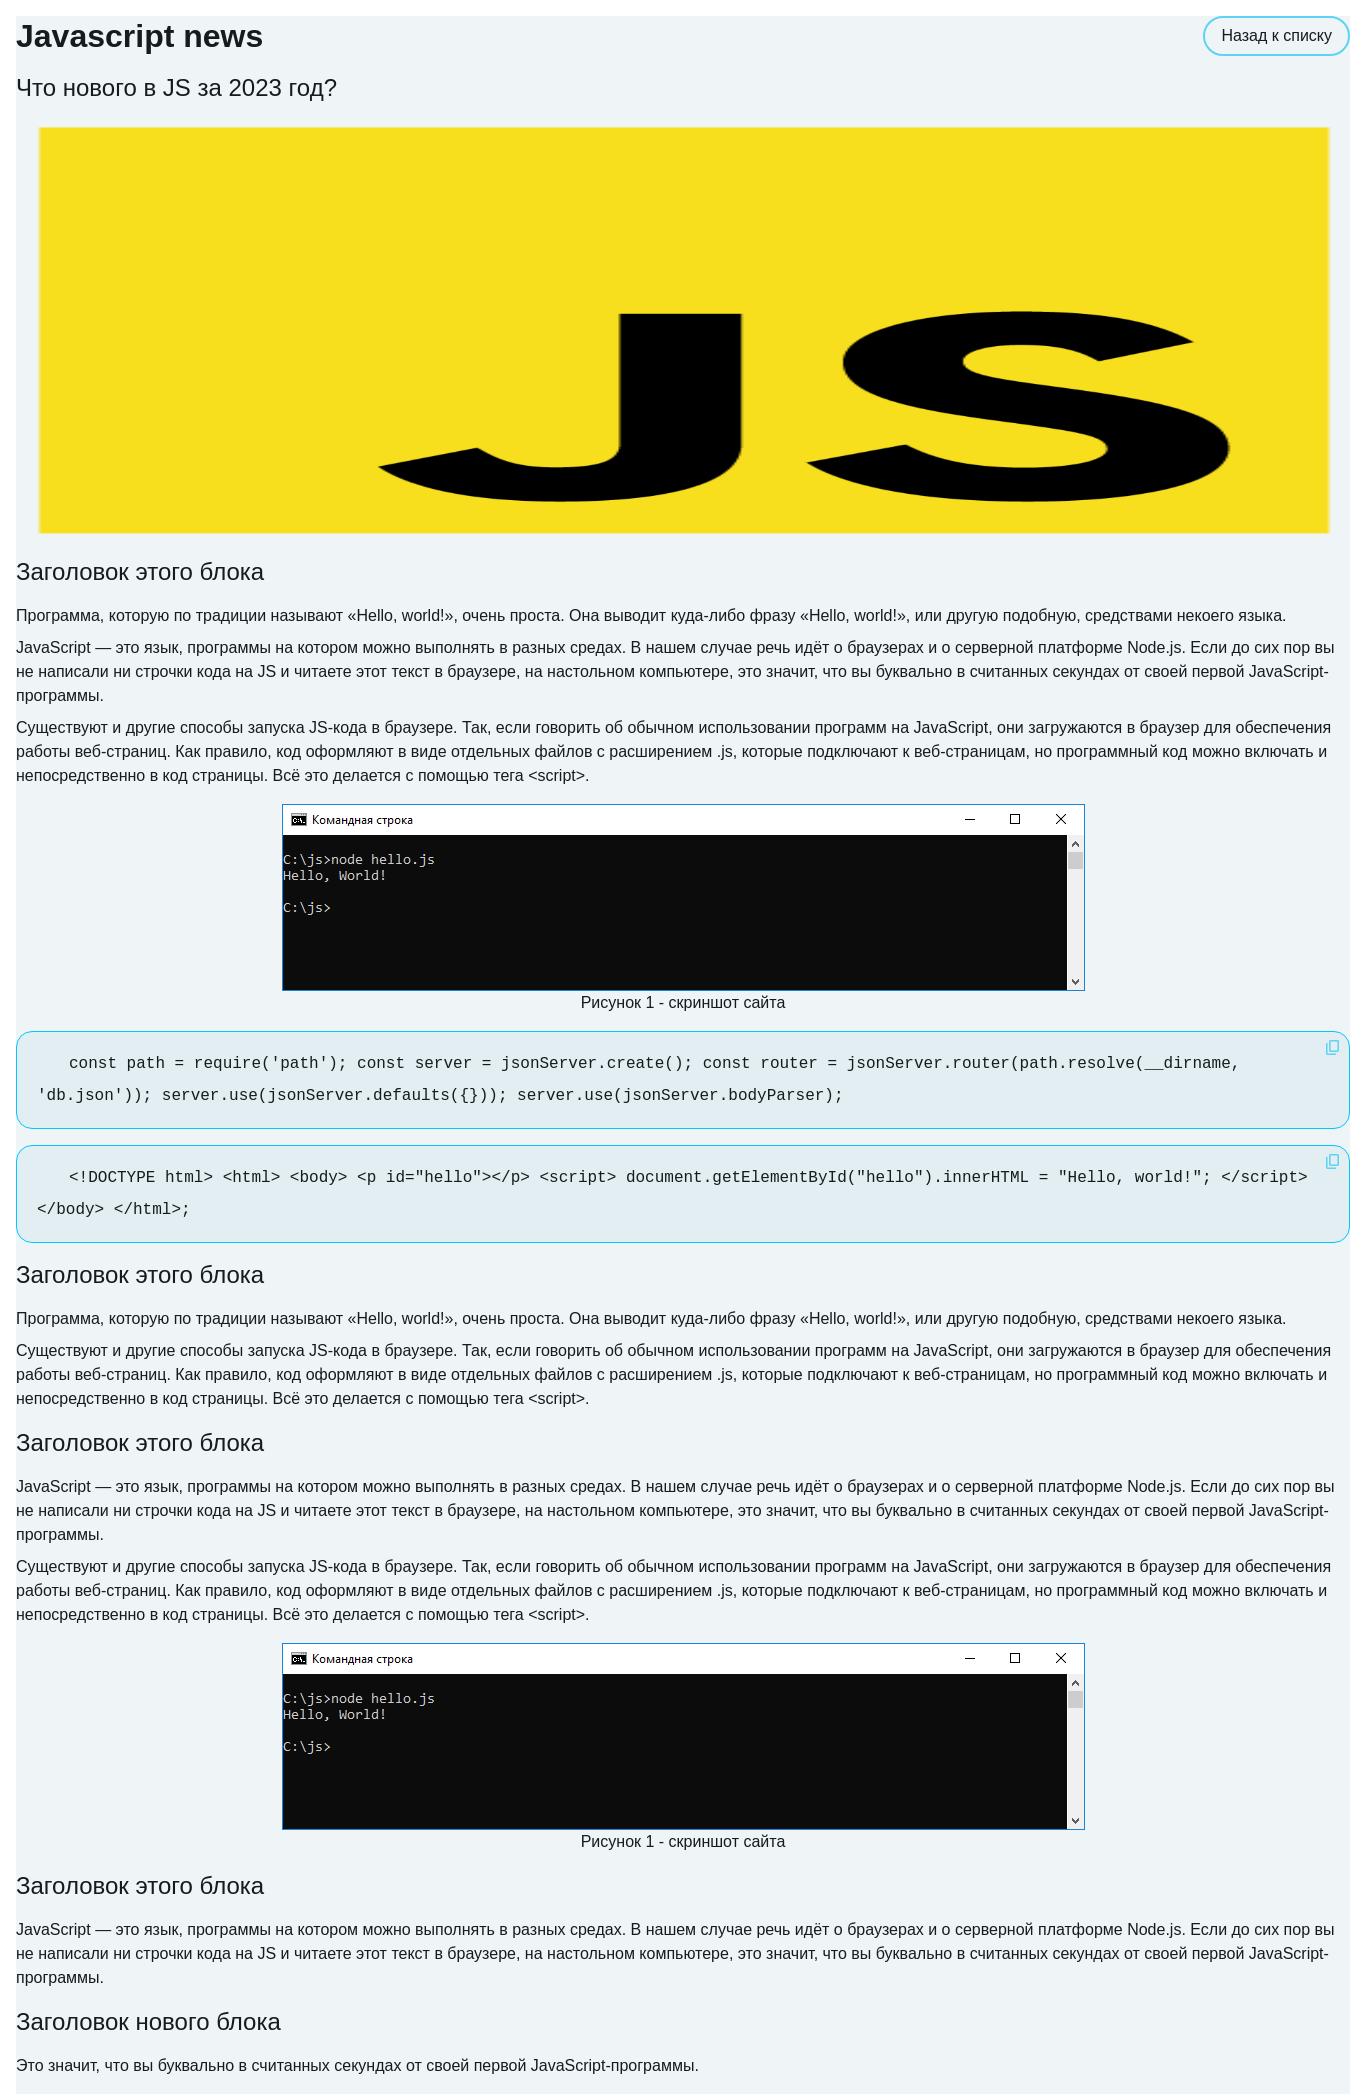 Javascript news
Назад к списку
Что нового в JS за 2023 год?
JS
Заголовок этого блока
Программа, которую по традиции называют «Hello, world!», очень проста. Она выводит куда-либо фразу «Hello, world!», или другую подобную, средствами некоего языка.
JavaScript — это язык, программы на котором можно выполнять в разных средах. В нашем случае речь идёт о браузерах и о серверной платформе Node.js. Если до сих пор вы
не написали ни строчки кода на JS и читаете этот текст в браузере, на настольном компьютере, это значит, что вы буквально в считанных секундах от своей первой JavaScript-
программы.
Существуют и другие способы запуска JS-кода в браузере. Так, если говорить об обычном использовании программ на JavaScript, они загружаются в браузер для обеспечения
работы веб-страниц. Как правило, код оформляют в виде отдельных файлов с расширением .js, которые подключают к веб-страницам, но программный код можно включать и
непосредственно в код страницы. Всё это делается с помощью тега <script>.
Командная строка
C:\js>node hello.js
Hello, World!
C:\js>
Рисунок 1 - скриншот сайта
const path = require('path'); const server = jsonServer.create(); const router = jsonServer.router(path.resolve(__dirname,
'db.json')); server.use(jsonServer.defaults({})); server.use(jsonServer.bodyParser);
<!DOCTYPE html> <html> <body> <p id="hello"></p> <script> document.getElementById("hello").innerHTML = "Hello, world!"; </script>
</body> </html>;
Заголовок этого блока
Программа, которую по традиции называют «Hello, world!», очень проста. Она выводит куда-либо фразу «Hello, world!», или другую подобную, средствами некоего языка.
Существуют и другие способы запуска JS-кода в браузере. Так, если говорить об обычном использовании программ на JavaScript, они загружаются в браузер для обеспечения
работы веб-страниц. Как правило, код оформляют в виде отдельных файлов с расширением .js, которые подключают к веб-страницам, но программный код можно включать и
непосредственно в код страницы. Всё это делается с помощью тега <script>.
Заголовок этого блока
JavaScript — это язык, программы на котором можно выполнять в разных средах. В нашем случае речь идёт о браузерах и о серверной платформе Node.js. Если до сих пор вы
не написали ни строчки кода на JS и читаете этот текст в браузере, на настольном компьютере, это значит, что вы буквально в считанных секундах от своей первой JavaScript-
программы.
Существуют и другие способы запуска JS-кода в браузере. Так, если говорить об обычном использовании программ на JavaScript, они загружаются в браузер для обеспечения
работы веб-страниц. Как правило, код оформляют в виде отдельных файлов с расширением .js, которые подключают к веб-страницам, но программный код можно включать и
непосредственно в код страницы. Всё это делается с помощью тега <script>.
Командная строка
C:\js>node hello.js
Hello, World!
C:\js>
Рисунок 1 - скриншот сайта
Заголовок этого блока
JavaScript — это язык, программы на котором можно выполнять в разных средах. В нашем случае речь идёт о браузерах и о серверной платформе Node.js. Если до сих пор вы
не написали ни строчки кода на JS и читаете этот текст в браузере, на настольном компьютере, это значит, что вы буквально в считанных секундах от своей первой JavaScript-
программы.
Заголовок нового блока
Это значит, что вы буквально в считанных секундах от своей первой JavaScript-программы.